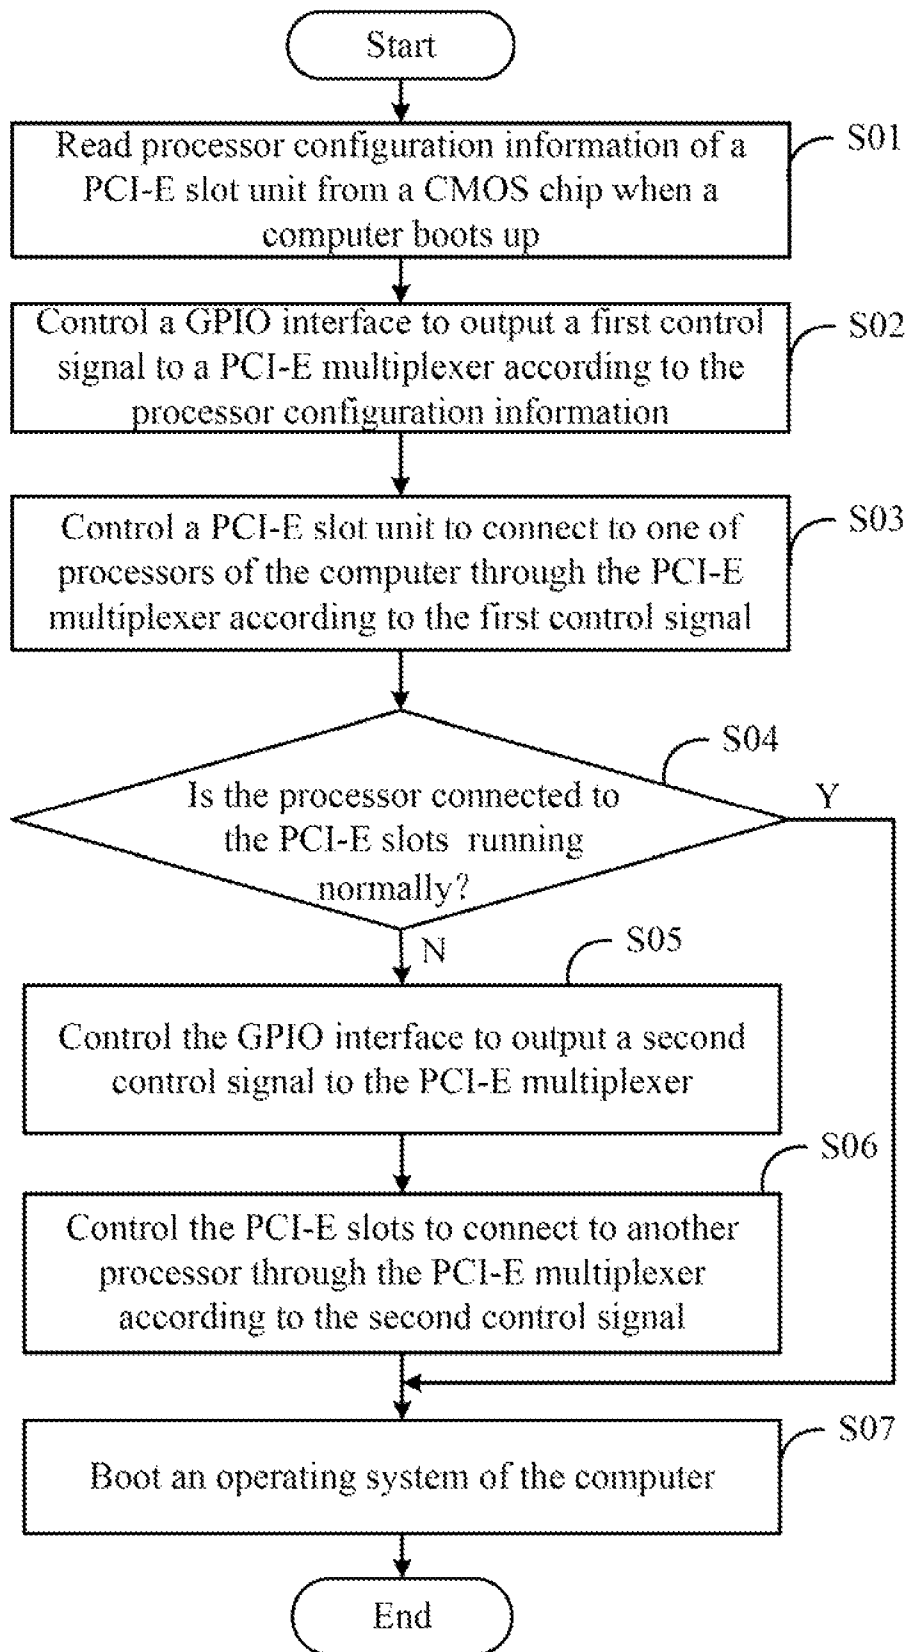 Start
Read processor configuration information of a
PCI-E slot unit from a CMOS chip when a
computer boots up
S01
Control a GPIO interface to output a first control
signal to a PCI-E multiplexer according to the
processor configuration information
S02
Control a PCI-E slot unit to connect to one of
processors of the computer through the PCI-E
multiplexer according to the first control signal
S03
S04
Is the processor connected to
the PCI-E slots running
normally?
Y
N
S05
Control the GPIO interface to output a second
control signal to the PCI-E multiplexer
S06
Control the PCI-E slots to connect to another
processor through the PCI-E multiplexer
according to the second control signal
S07
Boot an operating system of the computer
End